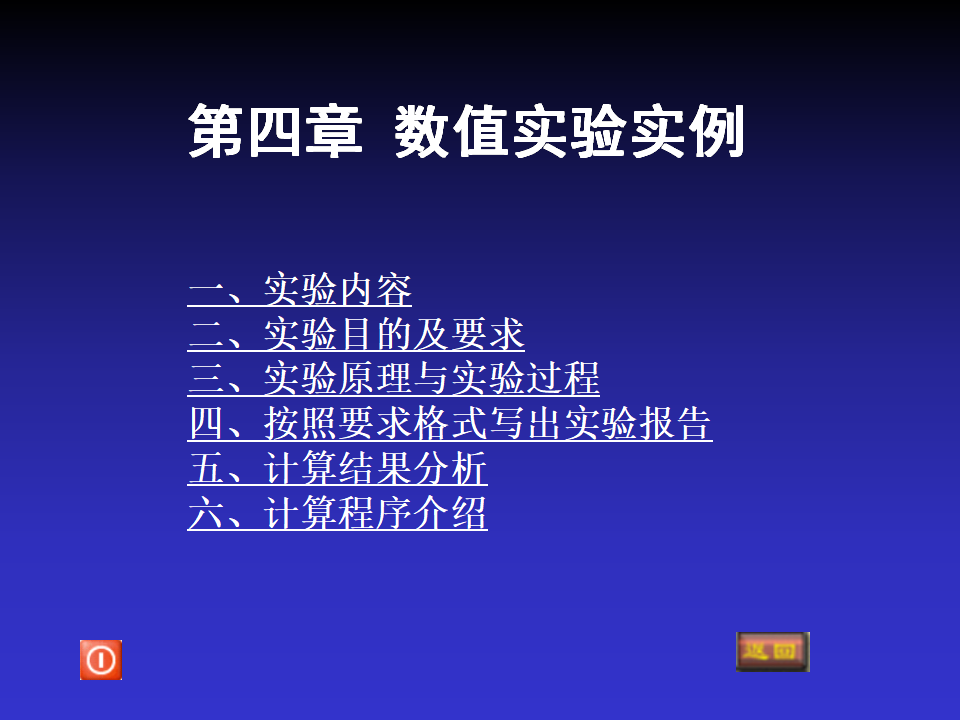 第四章 数值实验实例
一、实验内容
二、实验目的及要求
三、实验原理与实验过程
四、按照要求格式写出实验报告
五、计算结果分析
六、计算程序介绍
返回